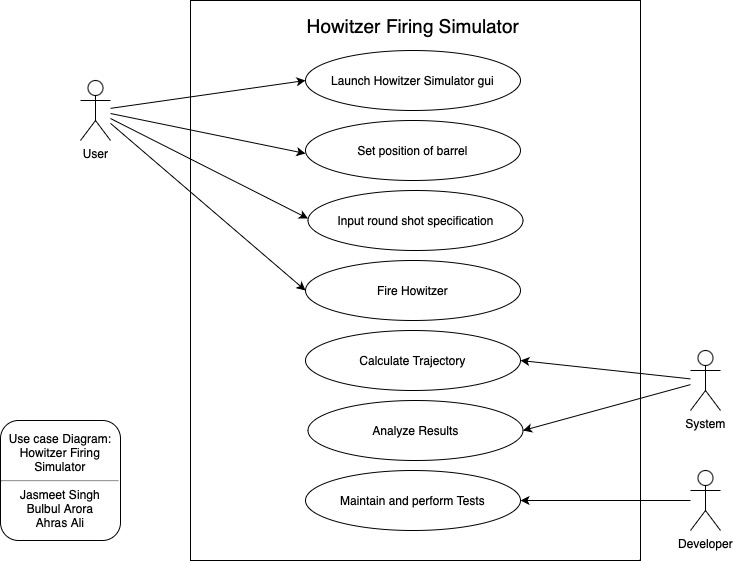 Howitzer Firing Simulator
Launch Howitzer Simulator gui
User
Set position of barrel
Input round shot specification
Fire Howitzer
Calculate Trajectory
System
Analyze Results
Use case Diagram:
Howitzer Firing
Simulator
Jasmeet Singh
Bulbul Arora
Ahras Ali
Maintain and perform Tests
Developer